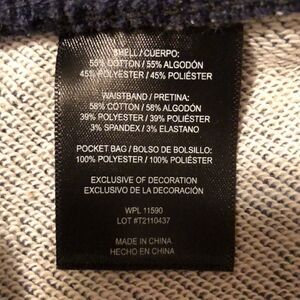 SHELL / CUERPO:
55% COTTON / 55% ALGODÓN
45% POLYESTER / 45% POLIÉSTER
WAISTBAND / PRETINA:
58% COTTON / 58% ALGODÓN
39% POLYESTER / 39% POLIÉSTER
3% SPANDEX / 3% ELASTANO
POCKET BAG / BOLSO DE BOLSILLO:
100% POLYESTER / 100% POLIÉSTER
EXCLUSIVE OF DECORATION
EXCLUSIVO DE LA DECORACIÓN
WPL 11590
LOT #T2110437
MADE IN CHINA
HECHO EN CHINA